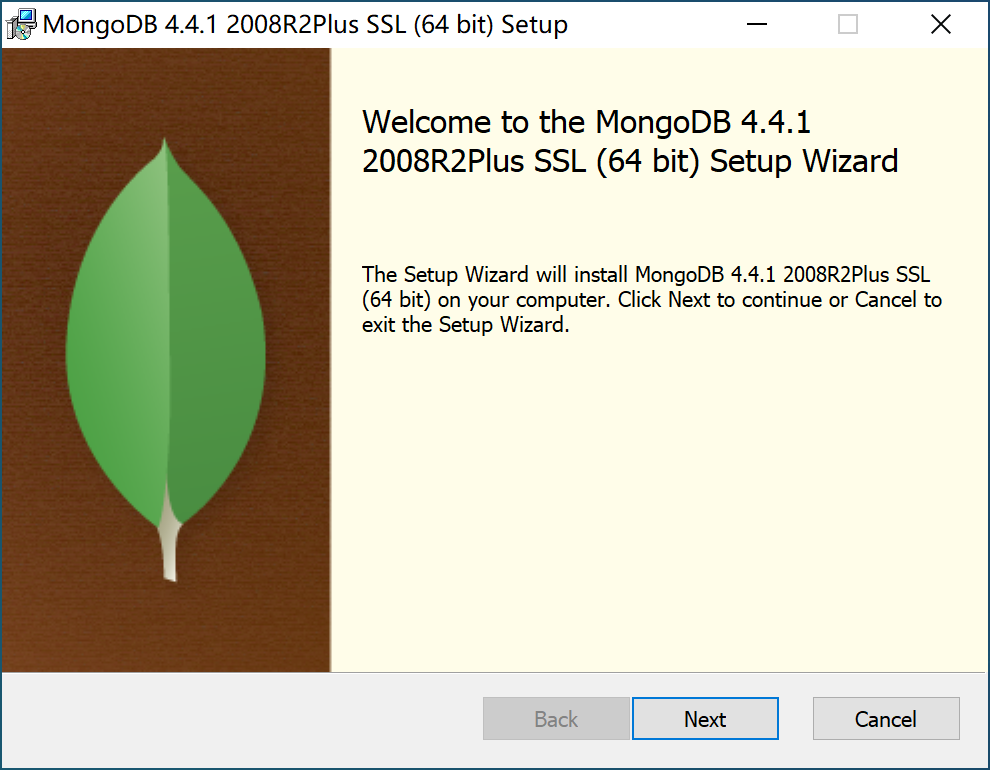 MongoDB 4.4.1 2008R2Plus SSL (64 bit) Setup
Welcome to the MongoDB 4.4.1
2008R2Plus SSL (64 bit) Setup Wizard
The Setup Wizard will install MongoDB 4.4.1 2008R2Plus SSL
(64 bit) on your computer. Click Next to continue or Cancel to
exit the Setup Wizard.
Back
Next
Cancel